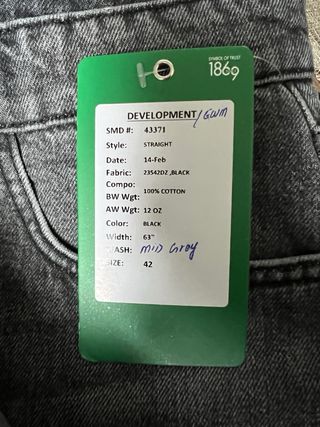 SYMBOL OF TRUST
1869
DEVELOPMENT/GWM
SMD #: 43371
Style: STRAIGHT
Date: 14-Feb
Fabric: 23542DZ ,BLACK
Compo: 100% COTTON
BW Wgt:
AW Wgt: 12 OZ
Color: BLACK
Width: 63"
WASH: MID Grey
SIZE: 42